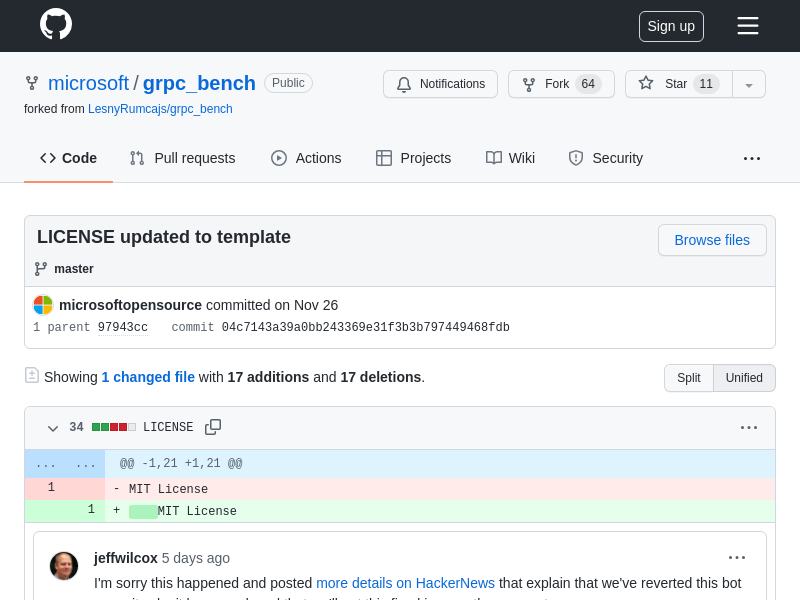 Sign up
microsoft / grpc_bench Public
Notifications Fork 64 Star 11
forked from LesnyRumcajs/grpc_bench
Code Pull requests Actions Projects Wiki Security
LICENSE updated to template
Browse files
master
microsoftopensource committed on Nov 26
1 parent 97943cc commit 04c7143a39a0bb243369e31f3b3b797449468fdb
Showing 1 changed file with 17 additions and 17 deletions.
Split Unified
34 LICENSE
... ... @@ -1,21 +1,21 @@
1 - MIT License
1 + MIT License
jeffwilcox 5 days ago
I'm sorry this happened and posted more details on HackerNews that explain that we've reverted this bot